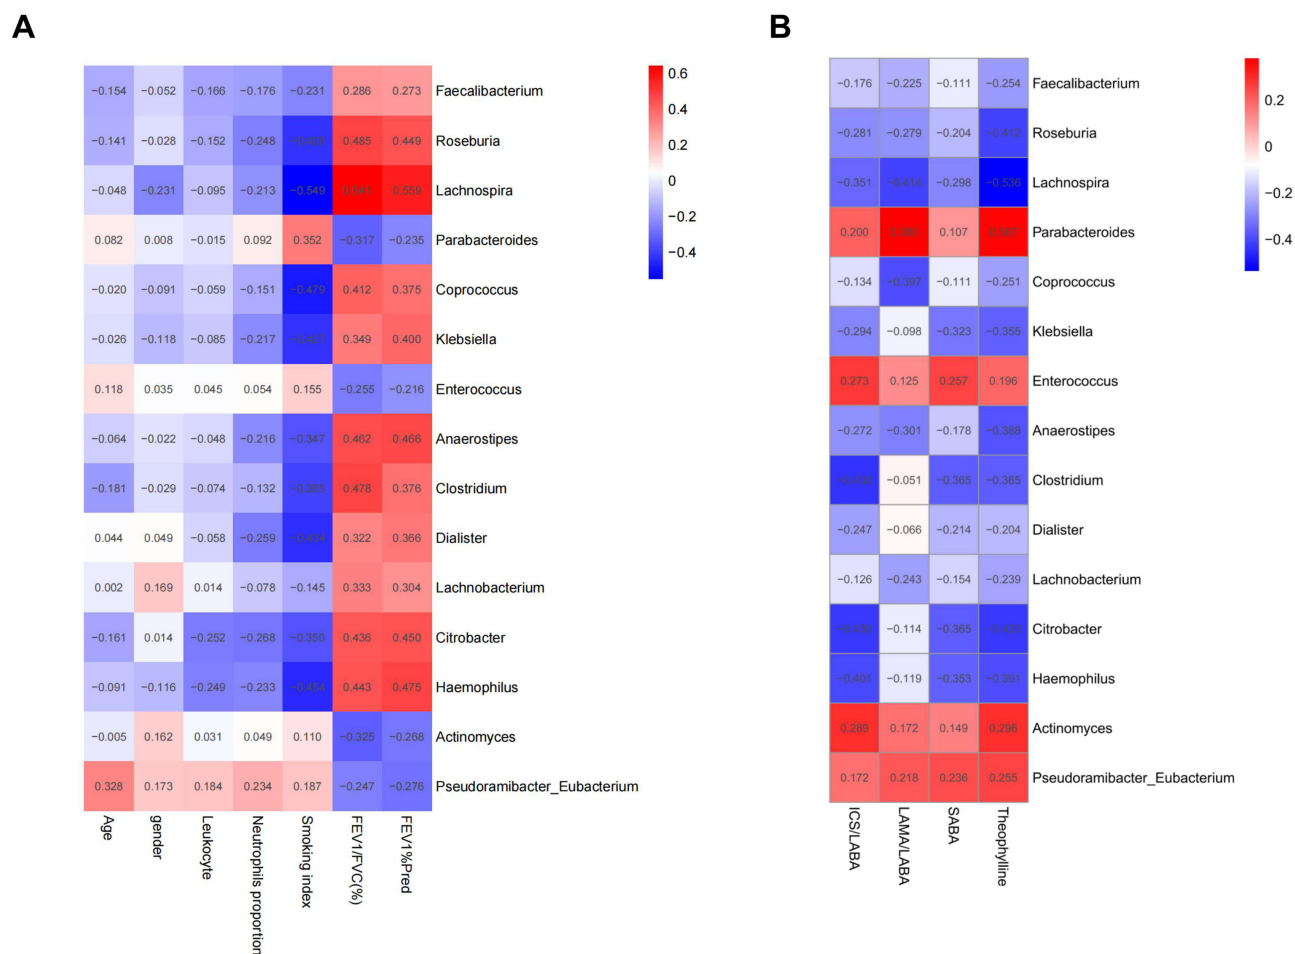 A
−0.154 −0.052 −0.166 −0.176 −0.231 0.286 0.273 Faecalibacterium
−0.141 −0.028 −0.152 −0.248 0.485 0.449 Roseburia
−0.048 −0.231 −0.095 −0.213 −0.549 0.559 Lachnospira
0.082 0.008 −0.015 0.092 0.352 −0.317 −0.235 Parabacteroides
−0.020 −0.091 −0.059 −0.151 −0.479 0.412 0.375 Coprococcus
−0.026 −0.118 −0.085 −0.217 0.349 0.400 Klebsiella
0.118 0.035 0.045 0.054 0.155 −0.255 −0.216 Enterococcus
−0.064 −0.022 −0.048 −0.216 −0.347 0.462 0.466 Anaerostipes
−0.181 −0.029 −0.074 −0.132 0.478 0.376 Clostridium
0.044 0.049 −0.058 −0.259 0.322 0.366 Dialister
0.002 0.169 0.014 −0.078 −0.145 0.333 0.304 Lachnobacterium
−0.161 0.014 −0.252 −0.268 −0.350 0.436 0.450 Citrobacter
−0.091 −0.116 −0.249 −0.233 0.443 0.475 Haemophilus
−0.005 0.162 0.031 0.049 0.110 −0.325 −0.268 Actinomyces
0.328 0.173 0.184 0.234 0.187 −0.247 −0.276 Pseudoramibacter_Eubacterium
Age gender Leukocyte Neutrophils proportion Smoking index FEV1/FVC(%) FEV1%Pred
0.6
0.4
0.2
0
−0.2
−0.4
B
−0.176 −0.225 −0.111 −0.254 Faecalibacterium
−0.281 −0.279 −0.204 −0.412 Roseburia
−0.351 −0.414 −0.298 −0.536 Lachnospira
0.200 0.107 Parabacteroides
−0.134 −0.397 −0.111 −0.251 Coprococcus
−0.294 −0.098 −0.323 −0.355 Klebsiella
0.273 0.125 0.257 0.196 Enterococcus
−0.272 −0.301 −0.178 −0.388 Anaerostipes
−0.051 −0.365 −0.365 Clostridium
−0.247 −0.066 −0.214 −0.204 Dialister
−0.126 −0.243 −0.154 −0.239 Lachnobacterium
−0.114 −0.365 Citrobacter
−0.401 −0.119 −0.353 −0.391 Haemophilus
0.289 0.172 0.149 0.296 Actinomyces
0.172 0.218 0.236 0.255 Pseudoramibacter_Eubacterium
ICS/LABA LAMA/LABA SABA Theophylline
0.2
0
−0.2
−0.4